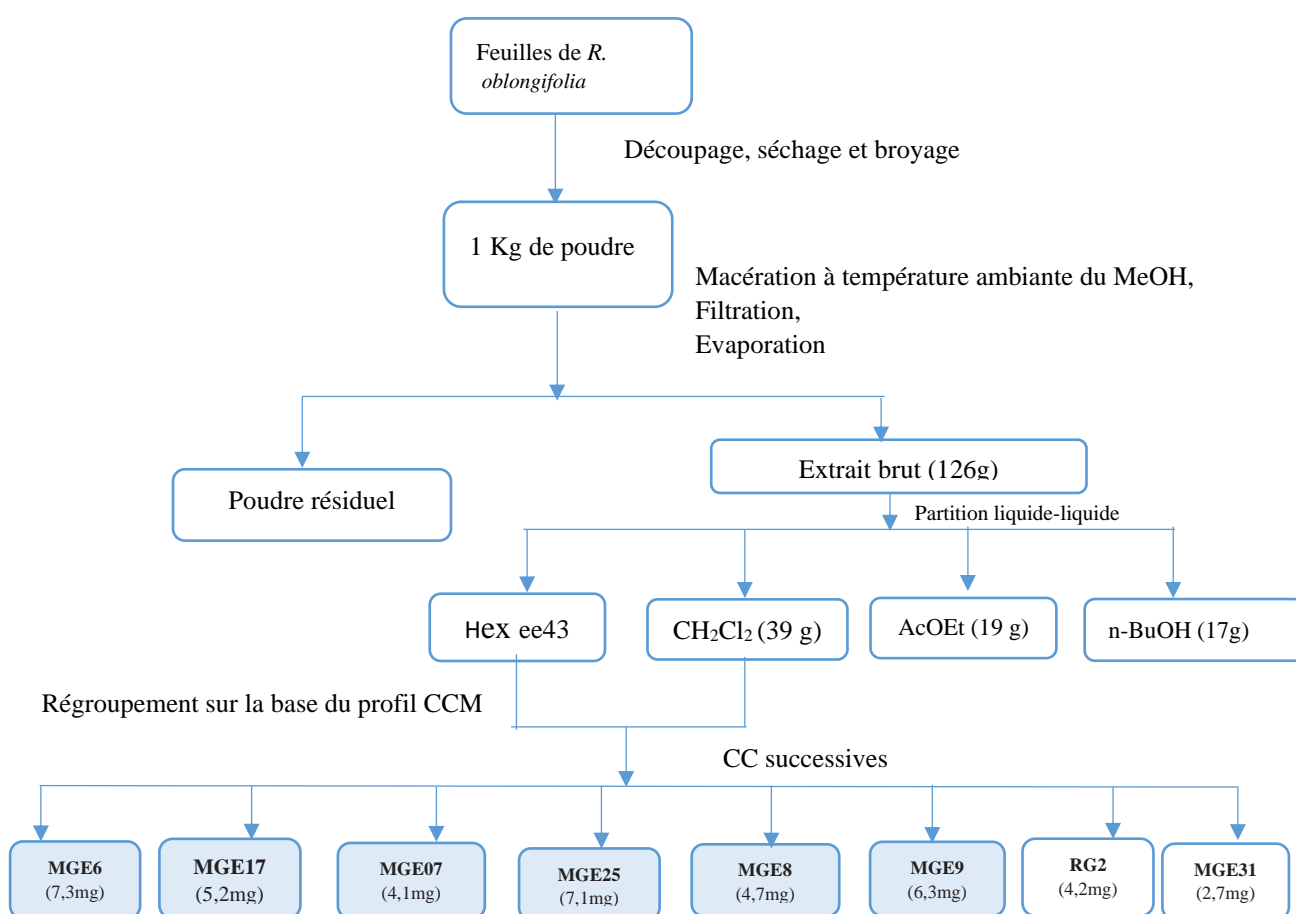 Feuilles de R.
oblongifolia
Découpage, séchage et broyage
1 Kg de poudre
Macération à température ambiante du MeOH,
Filtration,
Evaporation
Poudre résiduel
Extrait brut (126g)
Partition liquide-liquide
Hex ee43
CH₂Cl₂ (39 g)
AcOEt (19 g)
n-BuOH (17g)
Régroupement sur la base du profil CCM
CC successives
MGE6
(7,3mg)
MGE17
(5,2mg)
MGE07
(4,1mg)
MGE25
(7,1mg)
MGE8
(4,7mg)
MGE9
(6,3mg)
RG2
(4,2mg)
MGE31
(2,7mg)